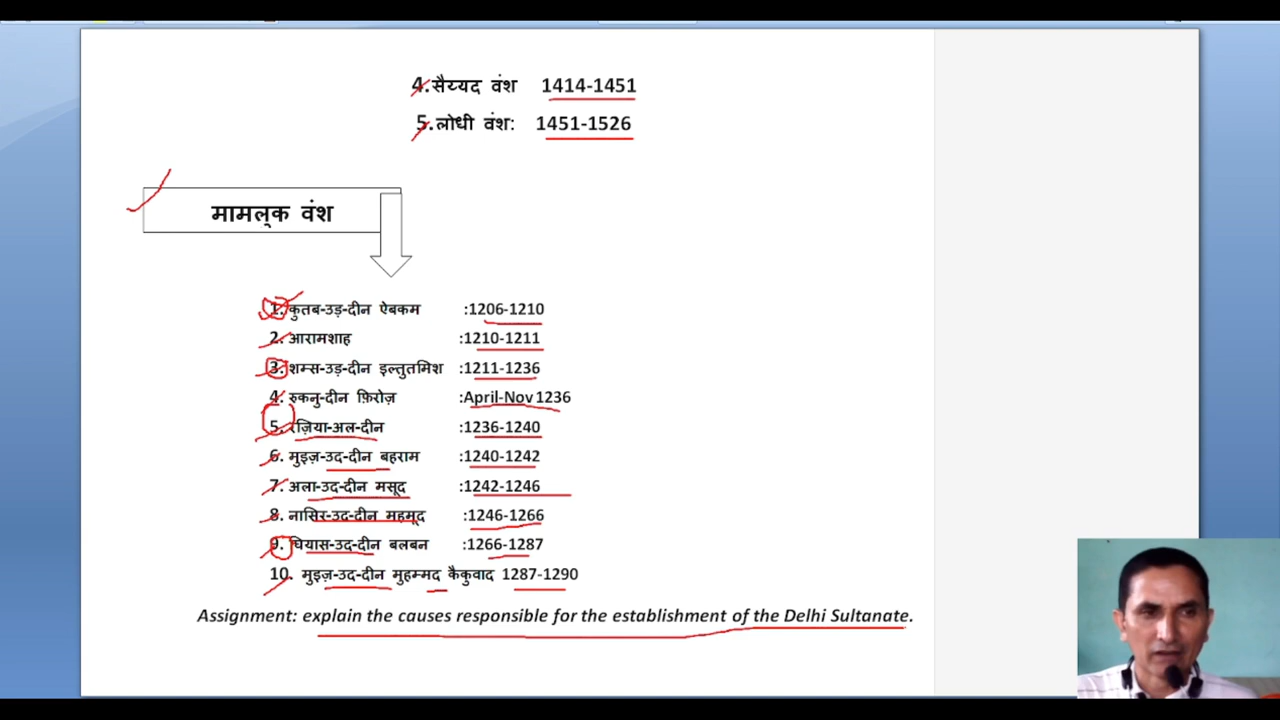 4.सैय्यद वंश 1414-1451
5.लोधी वंश: 1451-1526
मामलूक वंश
1. कुतब-उड़-दीन ऐबकम :1206-1210
2. आरामशाह :1210-1211
3. शम्स-उड़-दीन इल्तुतमिश :1211-1236
4. रुकनु-दीन फ़िरोज़ :April-Nov 1236
5. रज़िया-अल-दीन :1236-1240
6. मुइज़-उद-दीन बहराम :1240-1242
7. अला-उद-दीन मसूद :1242-1246
8. नासिर-उद-दीन महमूद :1246-1266
9. घियास-उद-दीन बलबन :1266-1287
10. मुइज़-उद-दीन मुहम्मद कैकुवाद 1287-1290
Assignment: explain the causes responsible for the establishment of the Delhi Sultanate.